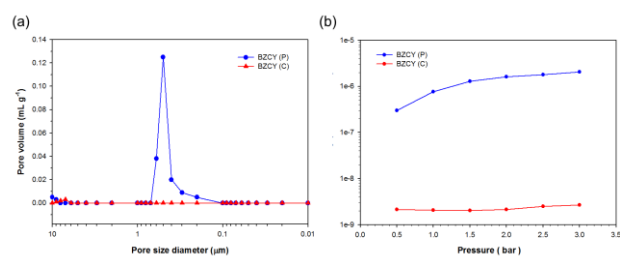 (a)
(b)
0.14
0.12
0.10
0.08
0.06
0.04
0.02
0.00
Pore volume (mL g-1)
BZCY (P)
BZCY (C)
10
1
0.1
0.01
Pore size diameter (μm)
1e-5
1e-6
1e-7
1e-8
1e-9
BZCY (P)
BZCY (C)
0.0 0.5 1.0 1.5 2.0 2.5 3.0 3.5
Pressure ( bar )